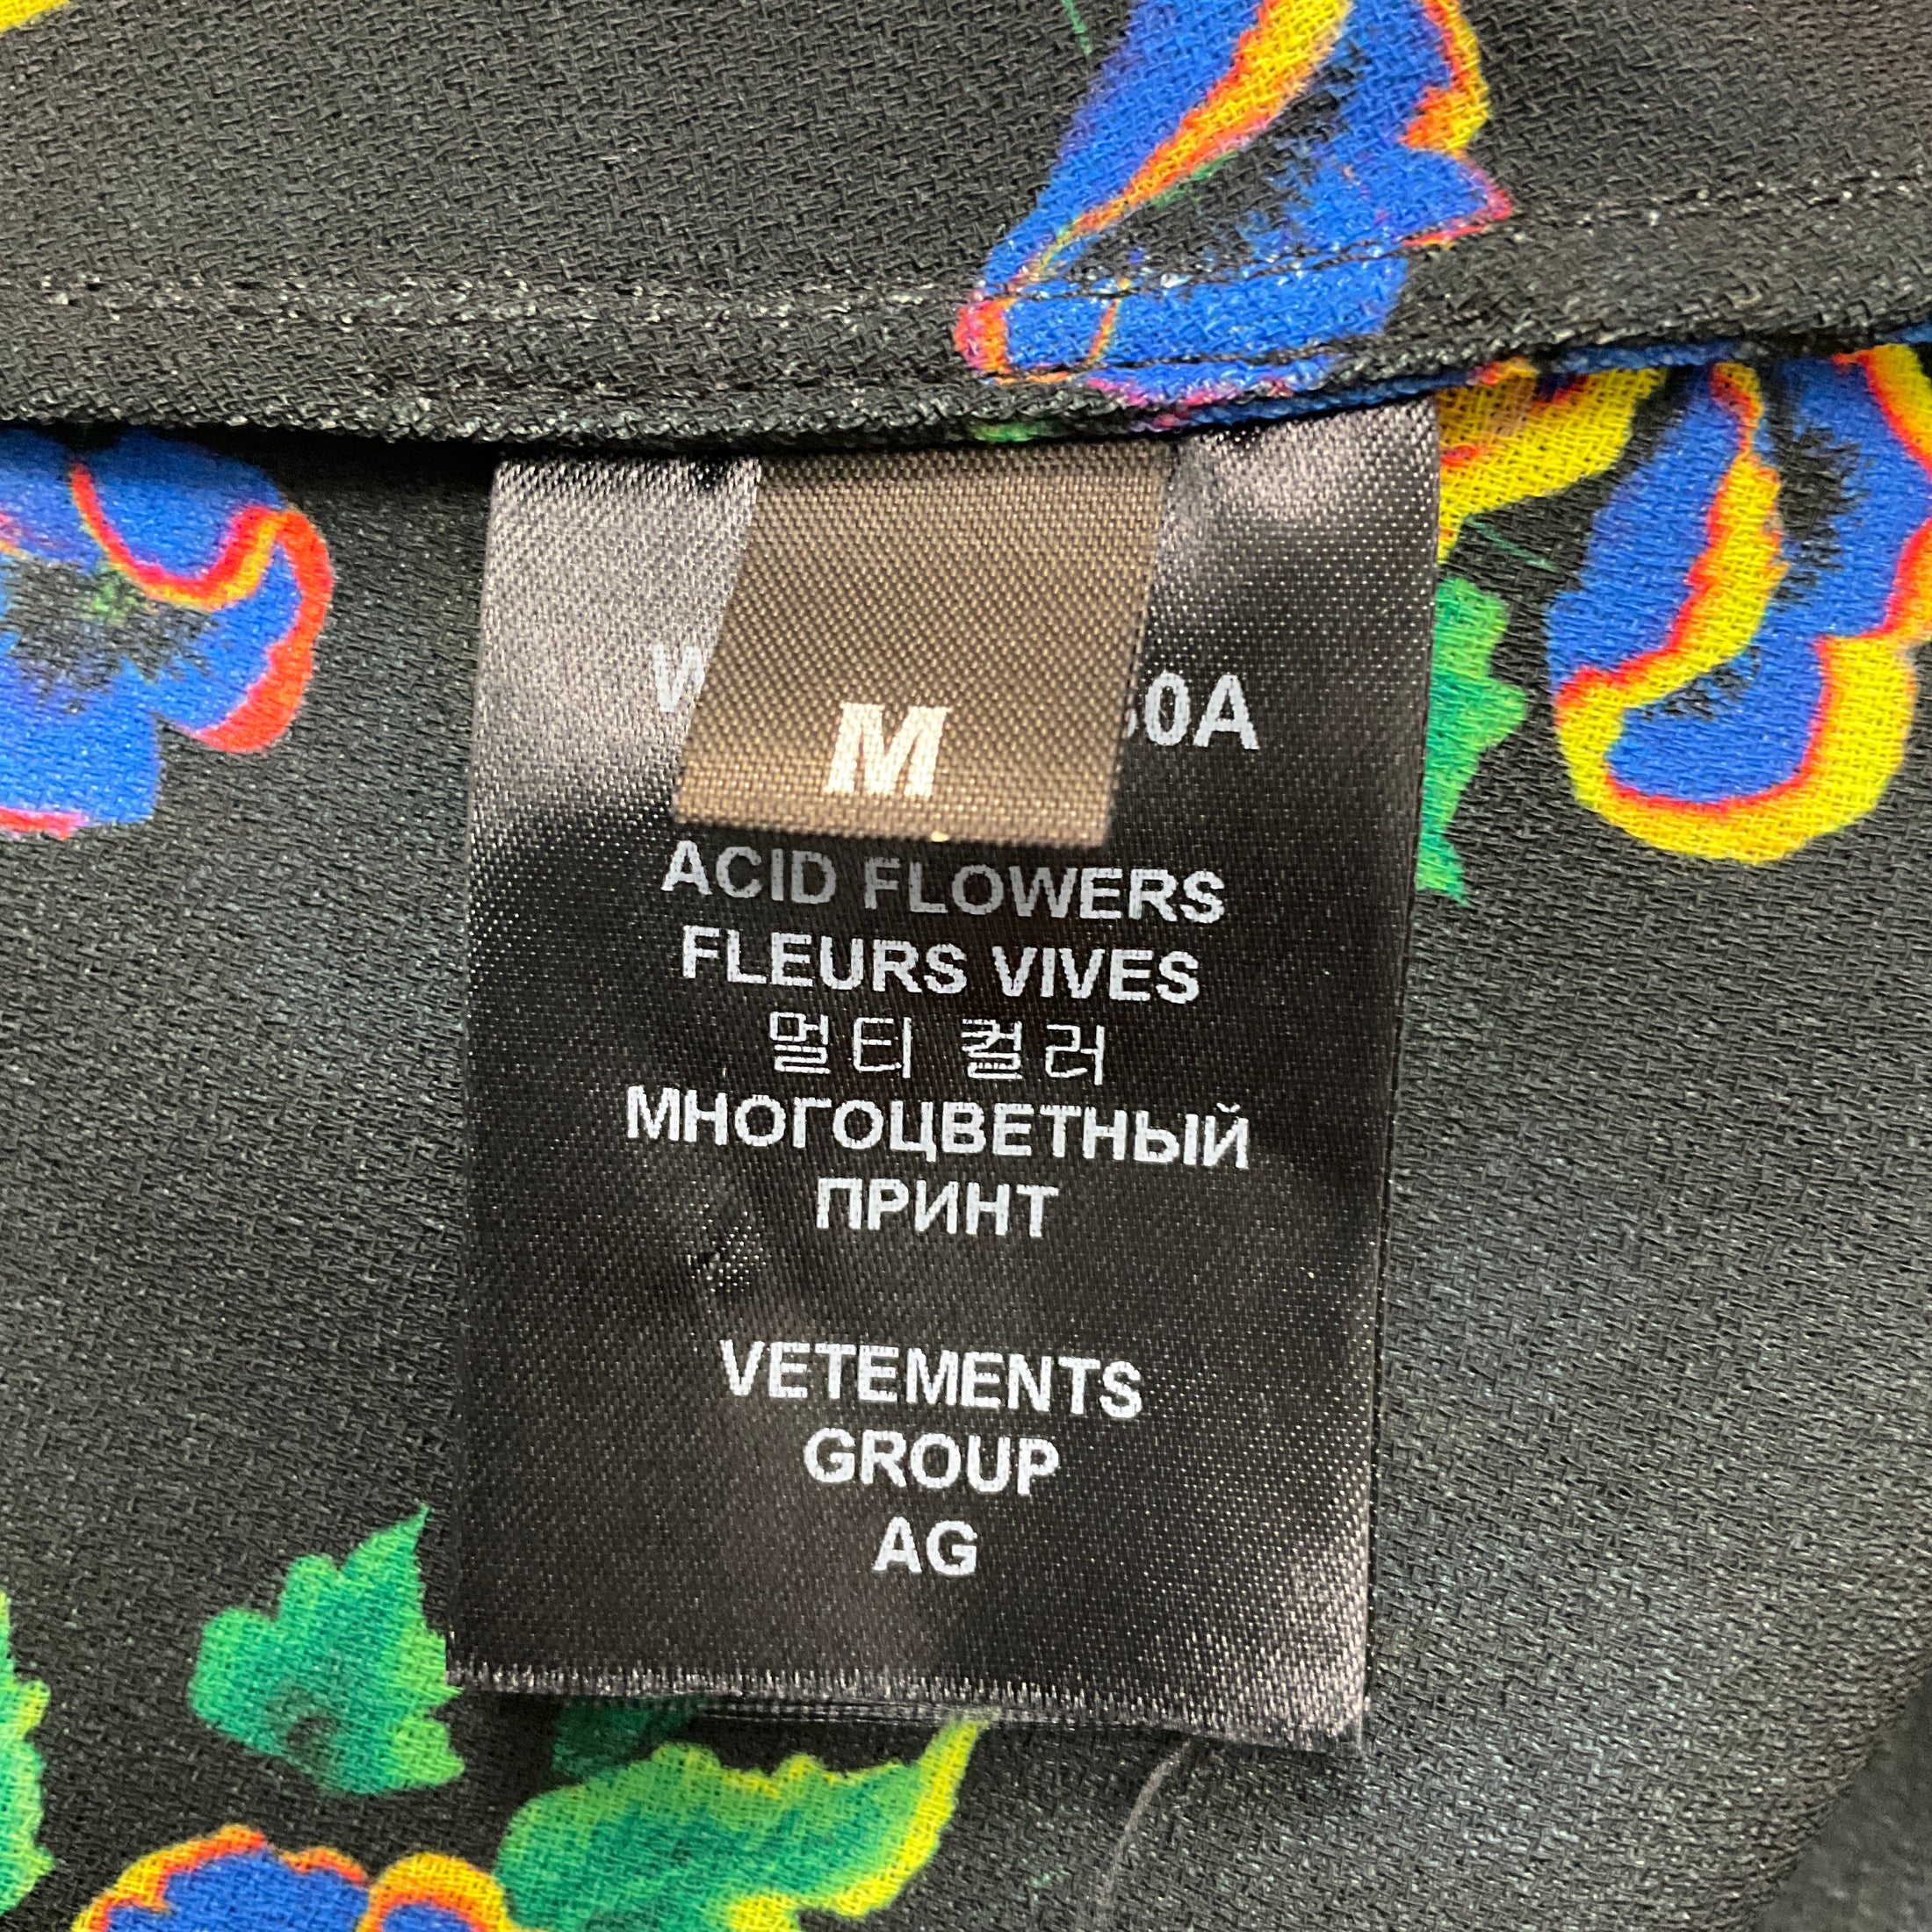 M
ACID FLOWERS
FLEURS VIVES
멀티 컬러
МНОГОЦВЕТНЫЙ
ПРИНТ
VETEMENTS
GROUP
AG